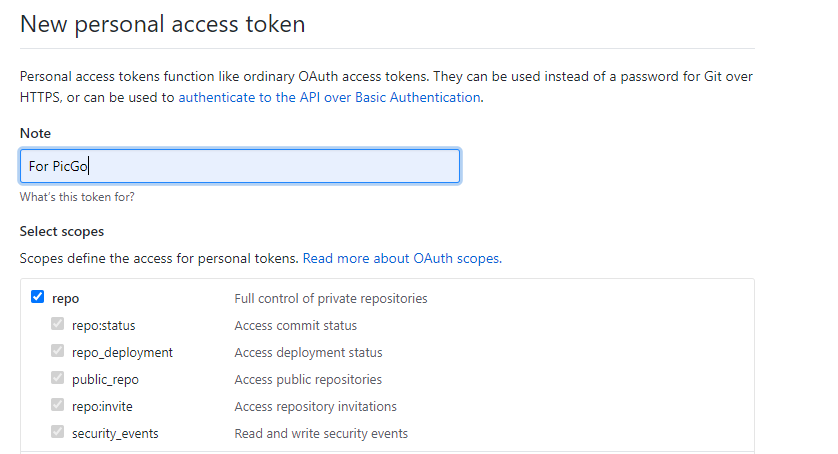 New personal access token
Personal access tokens function like ordinary OAuth access tokens. They can be used instead of a password for Git over
HTTPS, or can be used to authenticate to the API over Basic Authentication.
Note
For PicGo
What's this token for?
Select scopes
Scopes define the access for personal tokens. Read more about OAuth scopes.
repo Full control of private repositories
repo:status Access commit status
repo_deployment Access deployment status
public_repo Access public repositories
repo:invite Access repository invitations
security_events Read and write security events